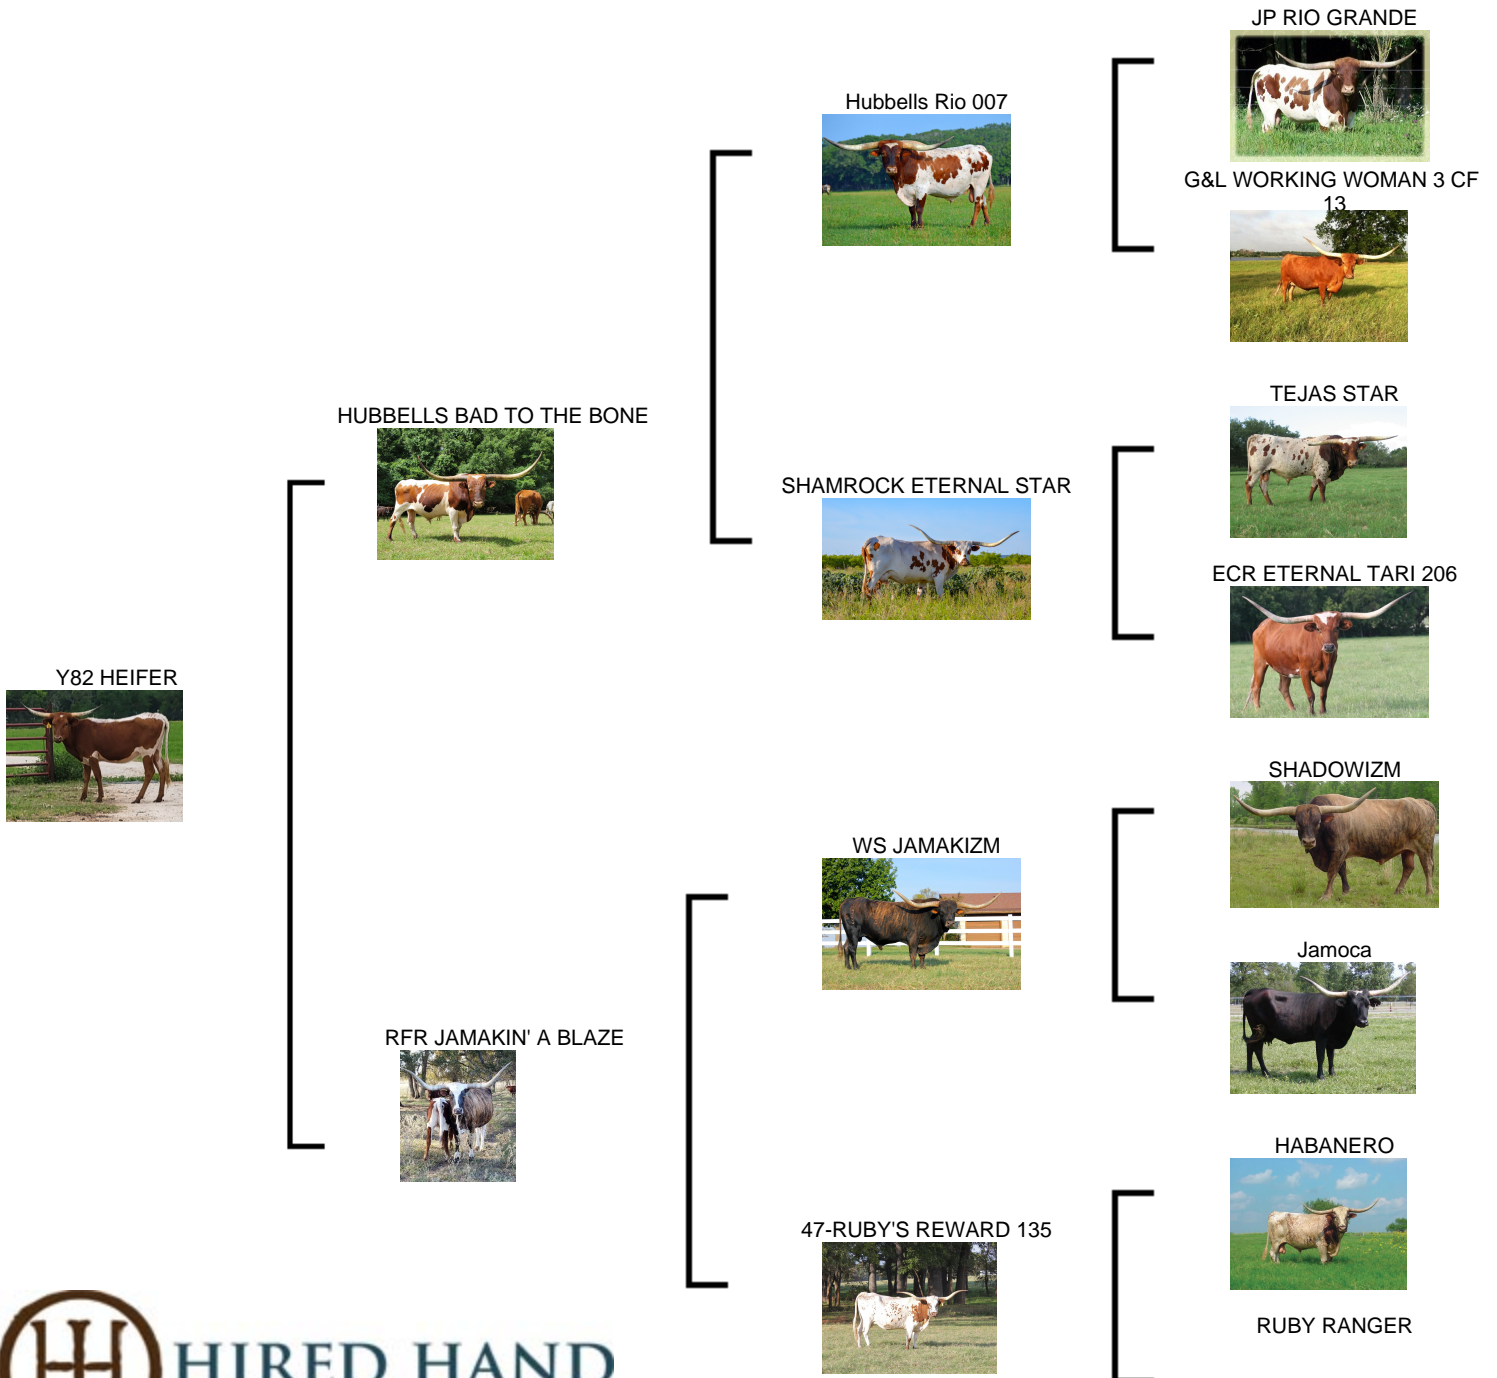 JP RIO GRANDE
Hubbells Rio 007
G&L WORKING WOMAN 3 CF
13
TEJAS STAR
HUBBELLS BAD TO THE BONE
SHAMROCK ETERNAL STAR
ECR ETERNAL TARI 206
Y82 HEIFER
SHADOWIZM
WS JAMAKIZM
Jamoca
RFR JAMAKIN' A BLAZE
HABANERO
47-RUBY'S REWARD 135
RUBY RANGER
HIRED HAND